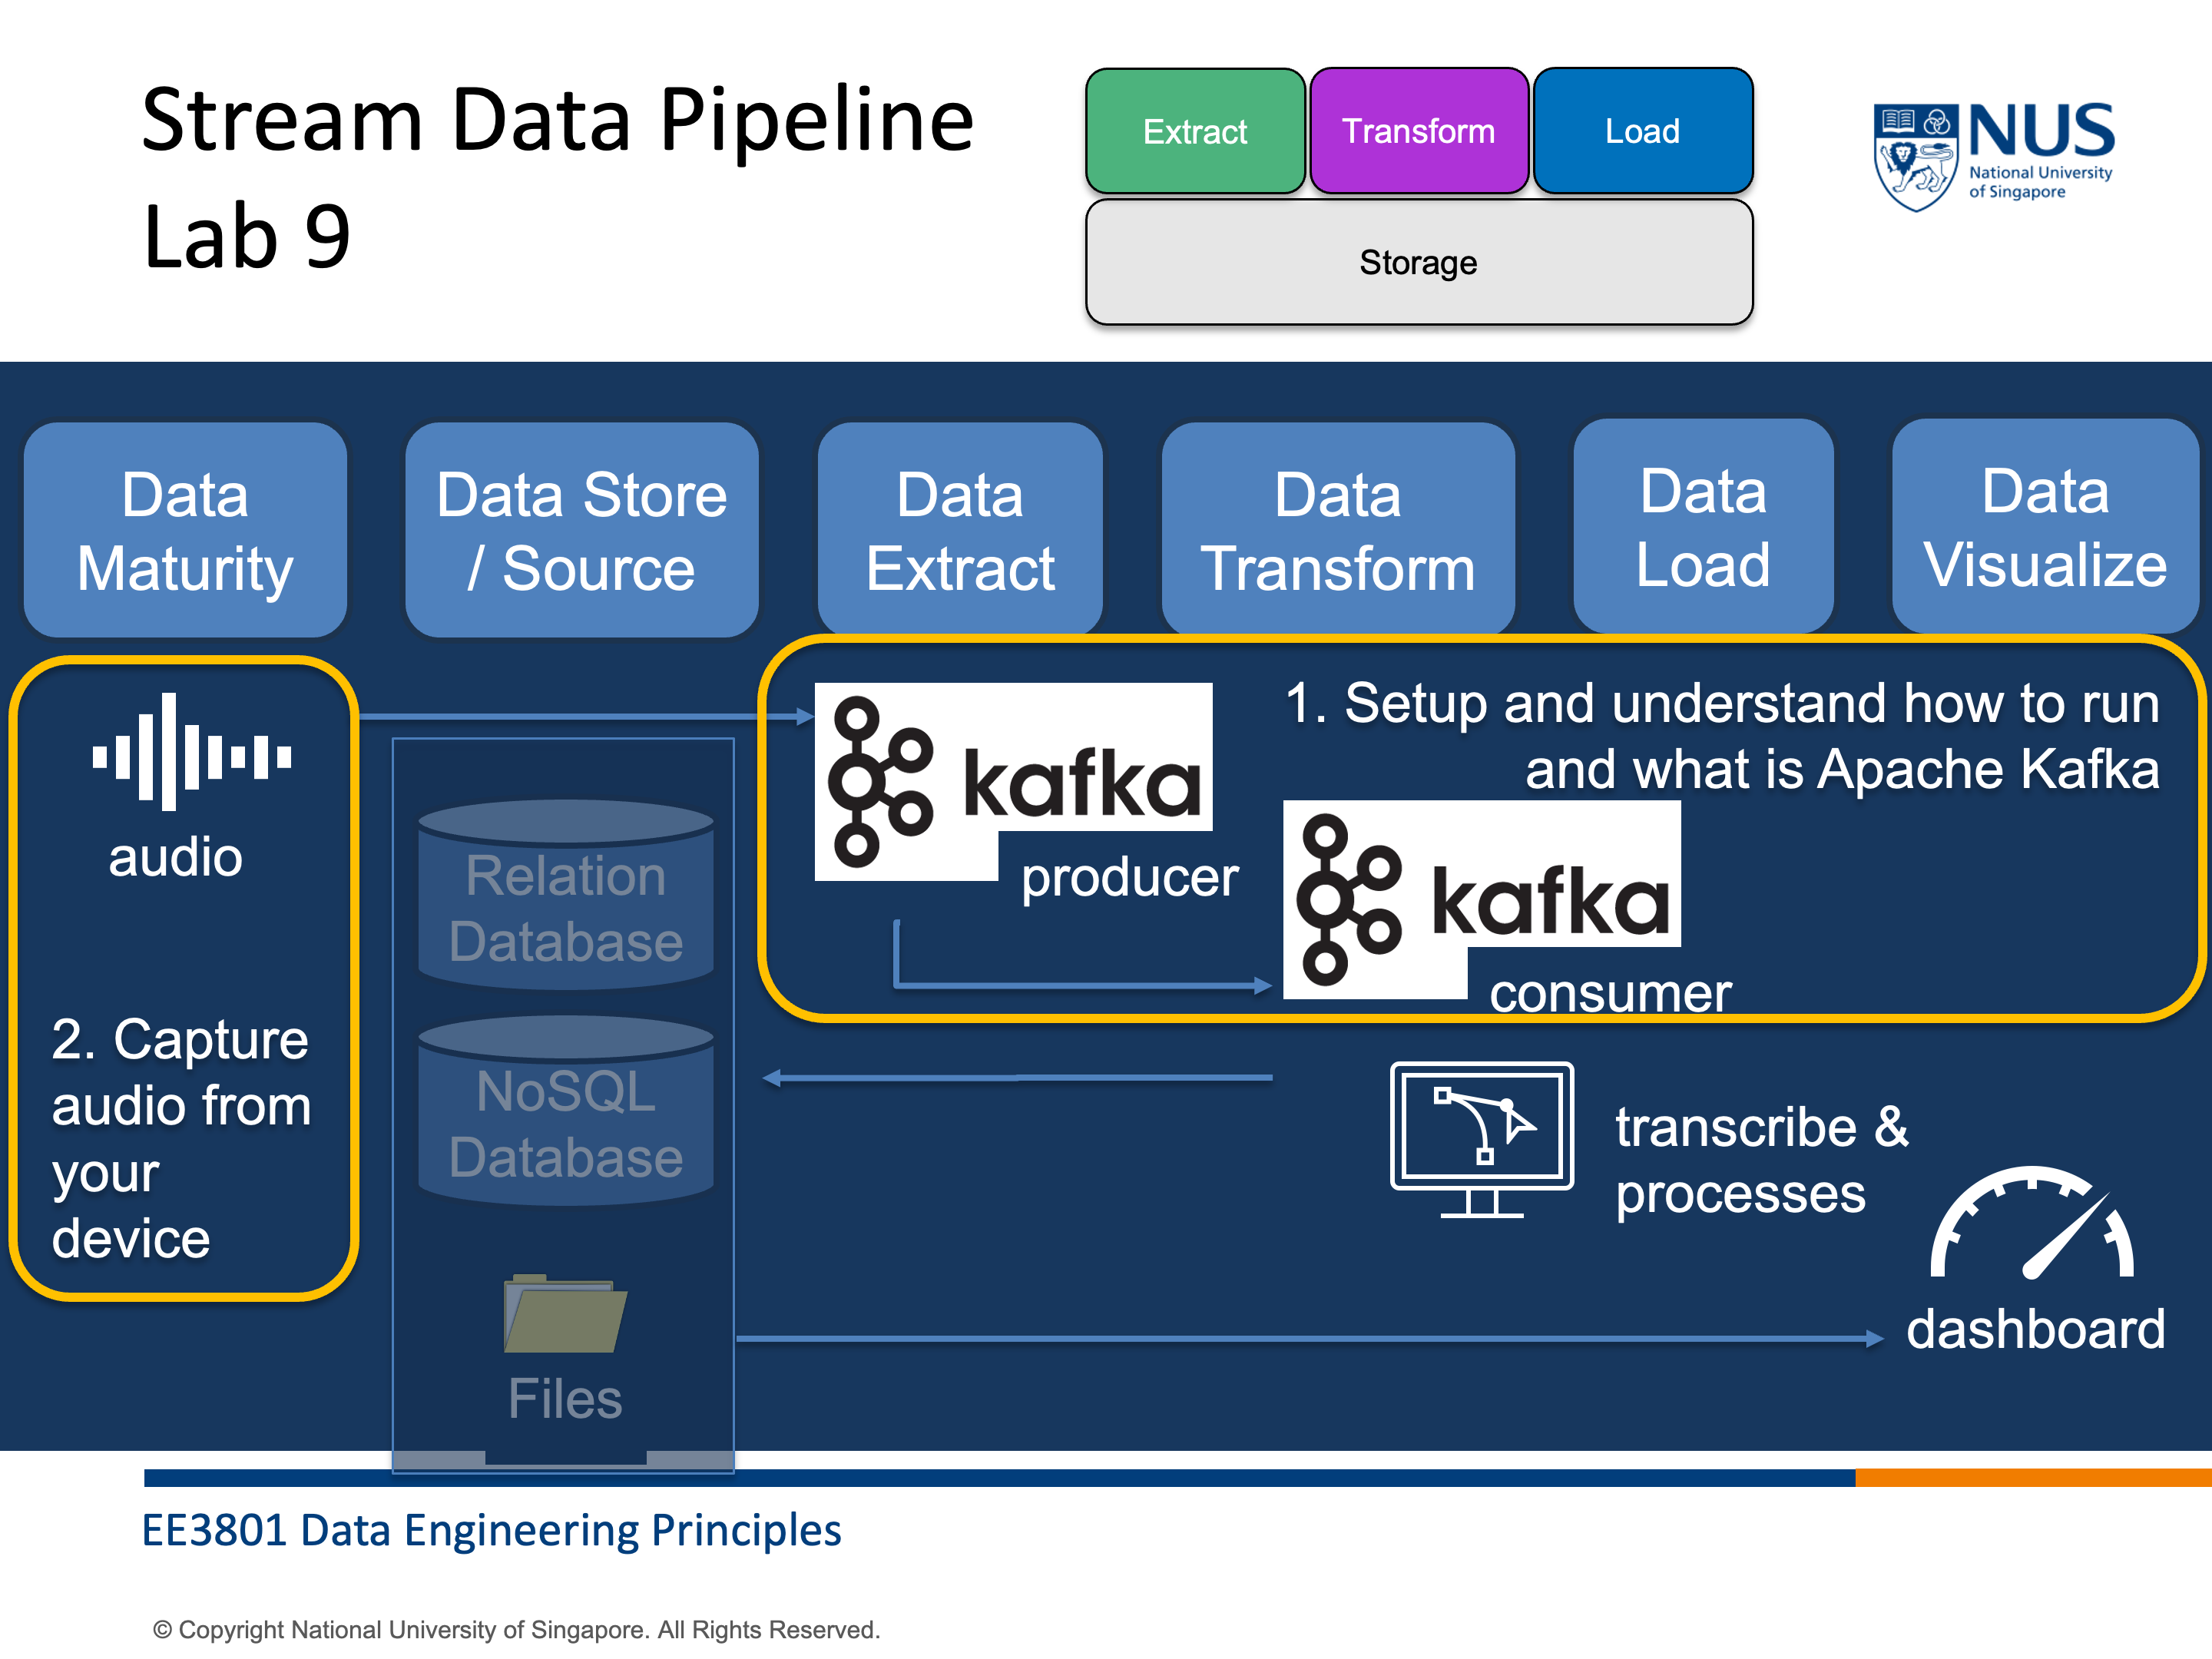 Stream Data Pipeline
Lab 9
Extract
Transform
Load
Storage
NUS
National University
of Singapore
Data
Maturity
Data Store
/ Source
Data
Extract
Data
Transform
Data
Load
Data
Visualize
audio
2. Capture
audio from
your
device
Relation
Database
NoSQL
Database
Files
kafka
producer
1. Setup and understand how to run
and what is Apache Kafka
kafka
consumer
transcribe &
processes
dashboard
EE3801 Data Engineering Principles
© Copyright National University of Singapore. All Rights Reserved.